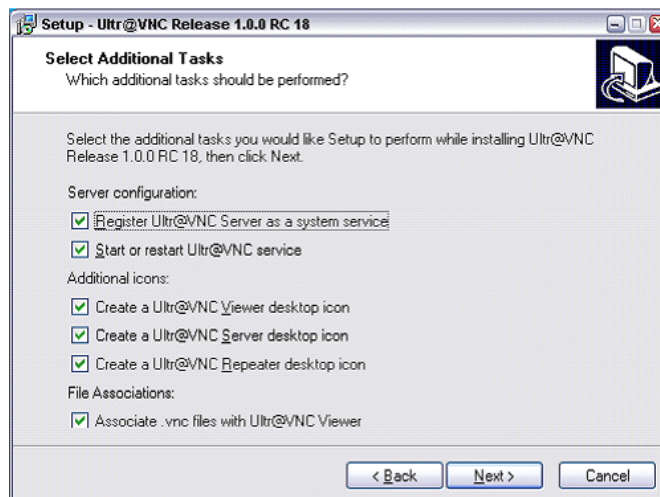 Setup - Ultr@VNC Release 1.0.0 RC 18
Select Additional Tasks
Which additional tasks should be performed?
Select the additional tasks you would like Setup to perform while installing Ultr@VNC
Release 1.0.0 RC 18, then click Next.
Server configuration:
Register Ultr@VNC Server as a system service
Start or restart Ultr@VNC service
Additional icons:
Create a Ultr@VNC Viewer desktop icon
Create a Ultr@VNC Server desktop icon
Create a Ultr@VNC Repeater desktop icon
File Associations:
Associate .vnc files with Ultr@VNC Viewer
< Back Next > Cancel